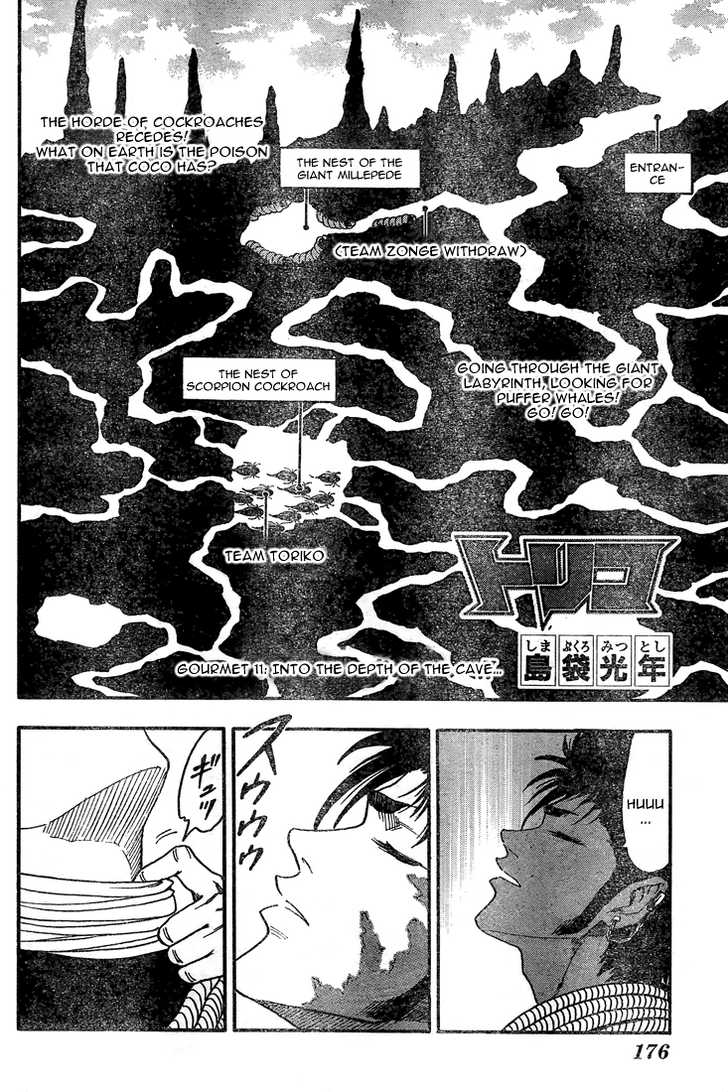 THE HORDE OF COCKROACHES
RECEDES!
WHAT ON EARTH IS THE POISON
THAT COCO HAS?
THE NEST OF THE
GIANT MILLEPEDE
ENTRAN-
CE
(TEAM ZONGE WITHDRAW)
THE NEST OF
SCORPION COCKROACH
GOING THROUGH THE GIANT
LABYRINTH, LOOKING FOR
PUFFER WHALES!
GO! GO!
TEAM TORIKO
トリコ
しま ぶくろ みつ とし
島袋光年
GOURMET 11: INTO THE DEPTH OF THE CAVE...
HUUU
...
スゥゥゥ
ギュッ
176